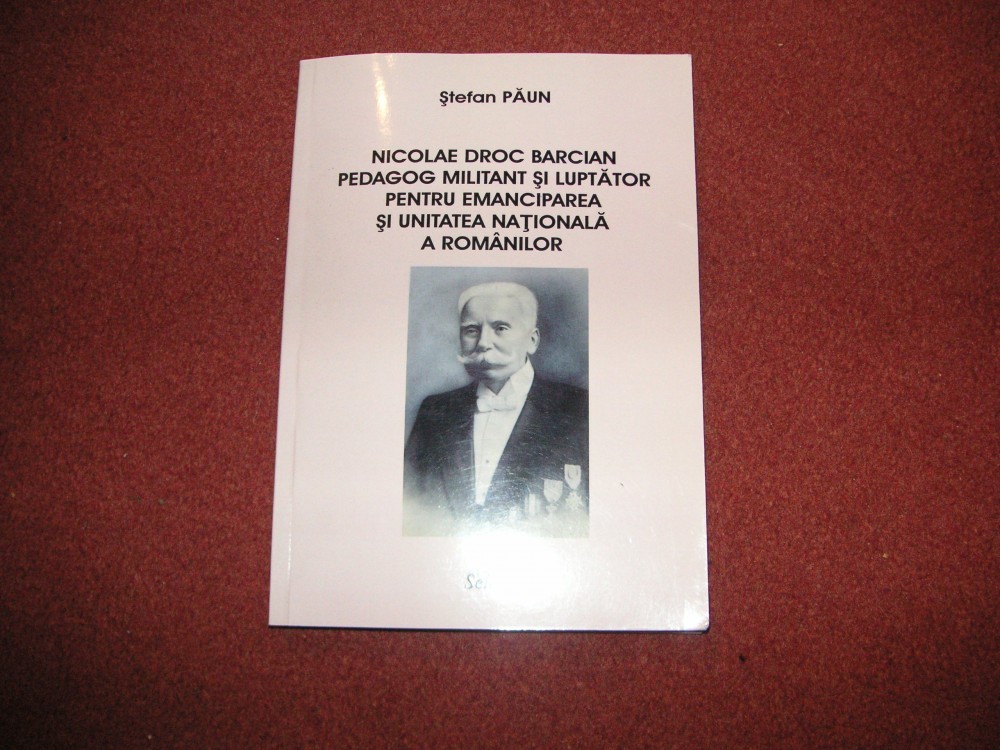 Ştefan PĂUN
NICOLAE DROC BARCIAN
PEDAGOG MILITANT ŞI LUPTĂTOR
PENTRU EMANCIPAREA
ŞI UNITATEA NAŢIONALĂ
A ROMÂNILOR